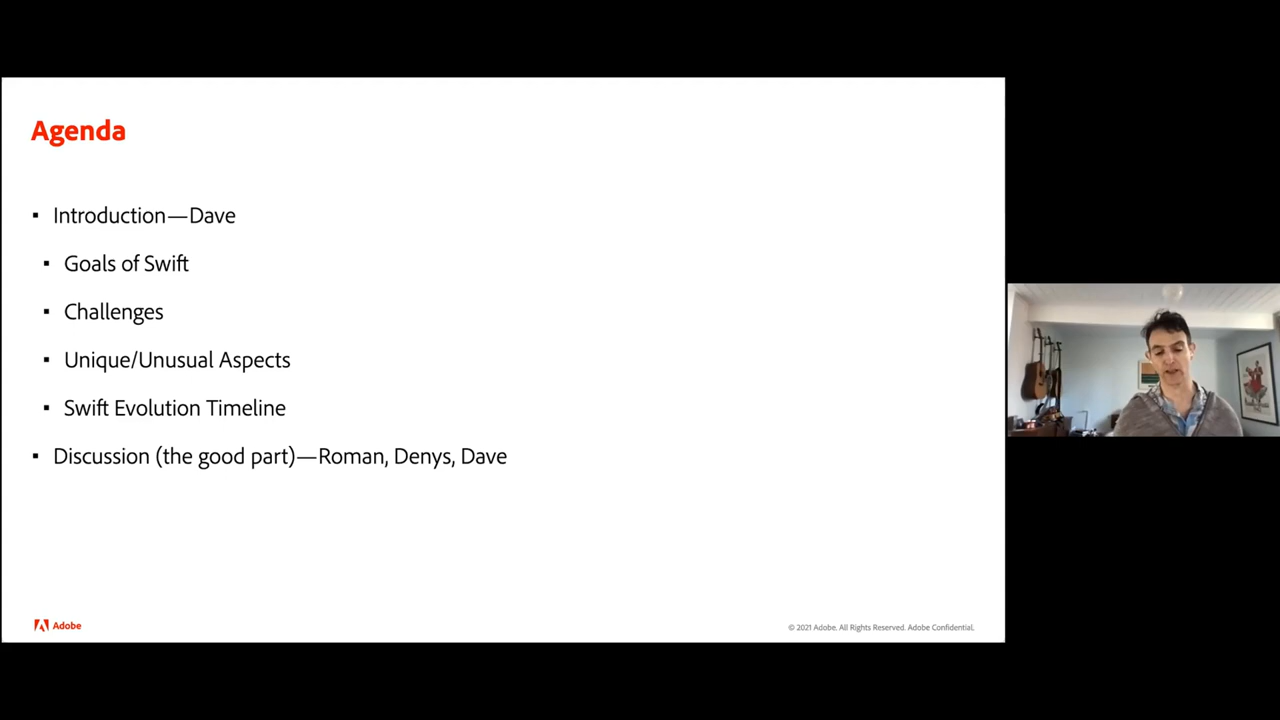 Agenda
▪ Introduction—Dave
▪ Goals of Swift
▪ Challenges
▪ Unique/Unusual Aspects
▪ Swift Evolution Timeline
▪ Discussion (the good part)—Roman, Denys, Dave
Adobe
© 2021 Adobe. All Rights Reserved. Adobe Confidential.